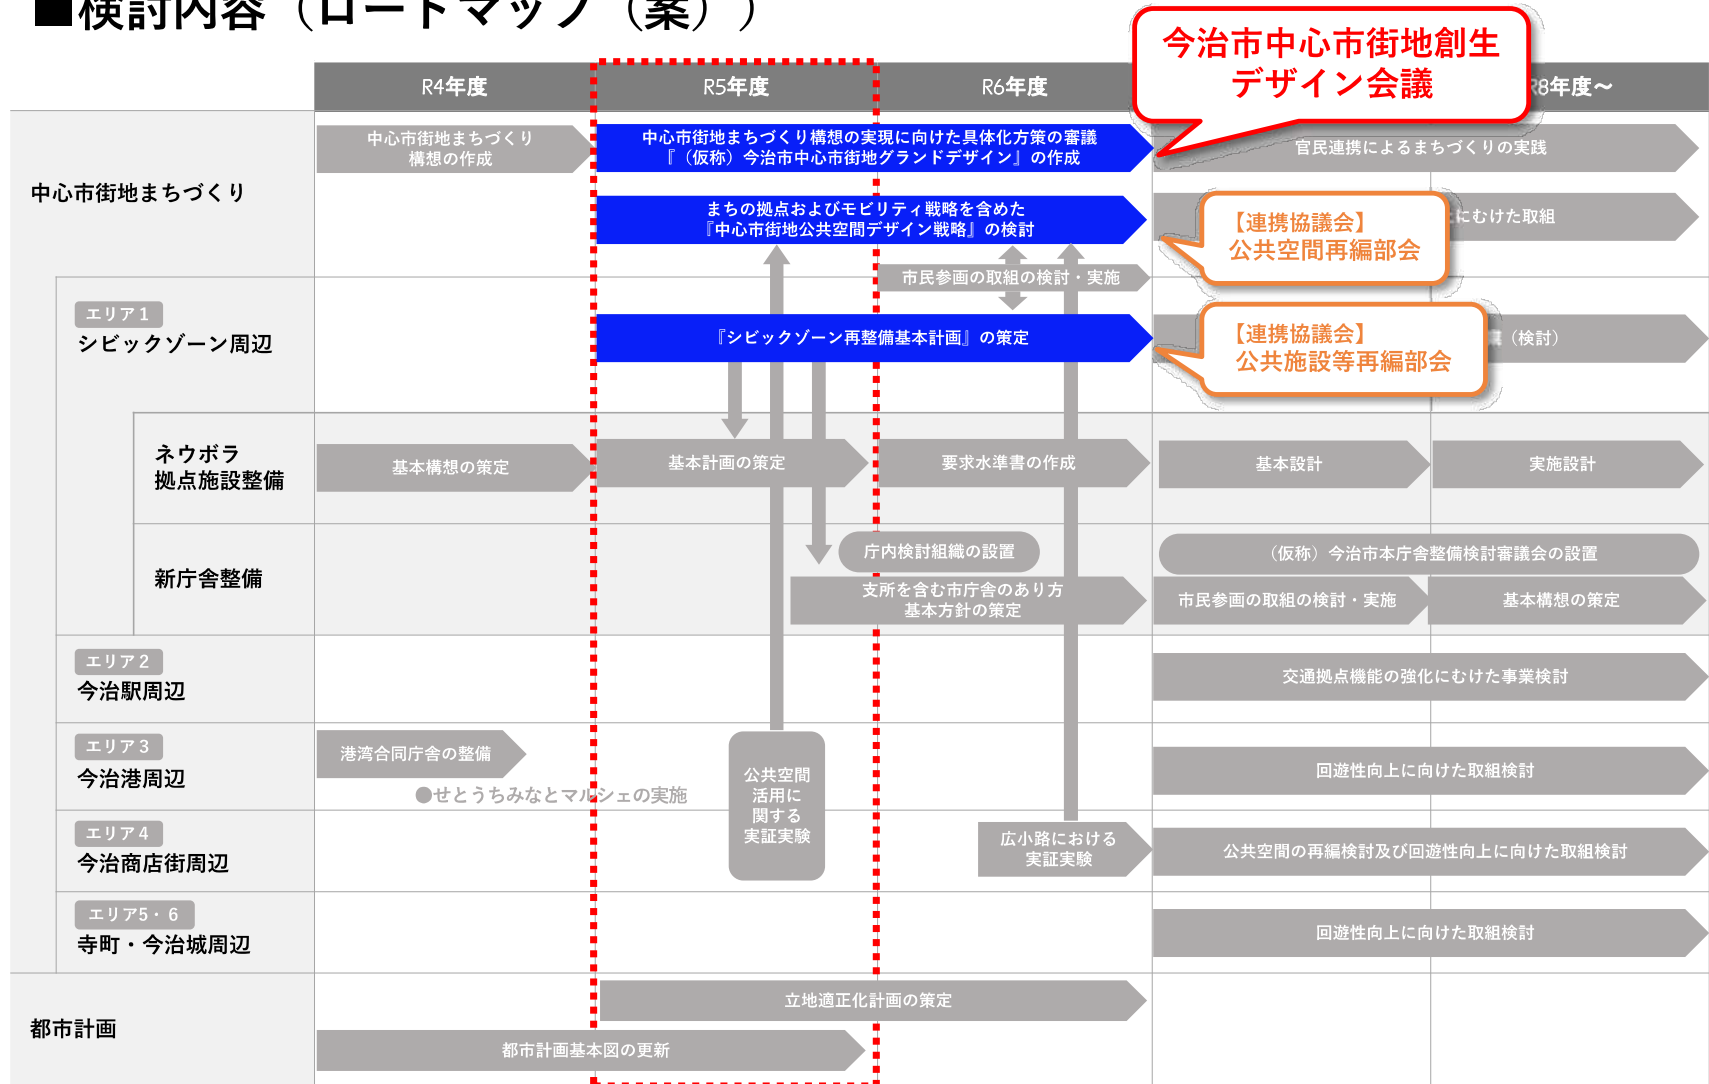 ■検討内容（ロードマップ（案））
今治市中心市街地創生
デザイン会議
R4年度
R5年度
R6年度
R8年度～
中心市街地まちづくり
中心市街地まちづくり
構想の作成
中心市街地まちづくり構想の実現に向けた具体化方策の審議
『（仮称）今治市中心市街地グランドデザイン』の作成
官民連携によるまちづくりの実践
まちの拠点およびモビリティ戦略を含めた
『中心市街地公共空間デザイン戦略』の検討
【連携協議会】
公共空間再編部会
にむけた取組
市民参画の取組の検討・実施
エリア1
シビックゾーン周辺
『シビックゾーン再整備基本計画』の策定
【連携協議会】
公共施設等再編部会
（検討）
ネウボラ
拠点施設整備
基本構想の策定
基本計画の策定
要求水準書の作成
基本設計
実施設計
新庁舎整備
庁内検討組織の設置
（仮称）今治市本庁舎整備検討審議会の設置
支所を含む市庁舎のあり方
基本方針の策定
市民参画の取組の検討・実施
基本構想の策定
エリア2
今治駅周辺
交通拠点機能の強化にむけた事業検討
エリア3
今治港周辺
港湾合同庁舎の整備
●せとうちみなとマルシェの実施
公共空間
活用に
関する
実証実験
回遊性向上に向けた取組検討
エリア4
今治商店街周辺
広小路における
実証実験
公共空間の再編検討及び回遊性向上に向けた取組検討
エリア5・6
寺町・今治城周辺
回遊性向上に向けた取組検討
都市計画
立地適正化計画の策定
都市計画基本図の更新